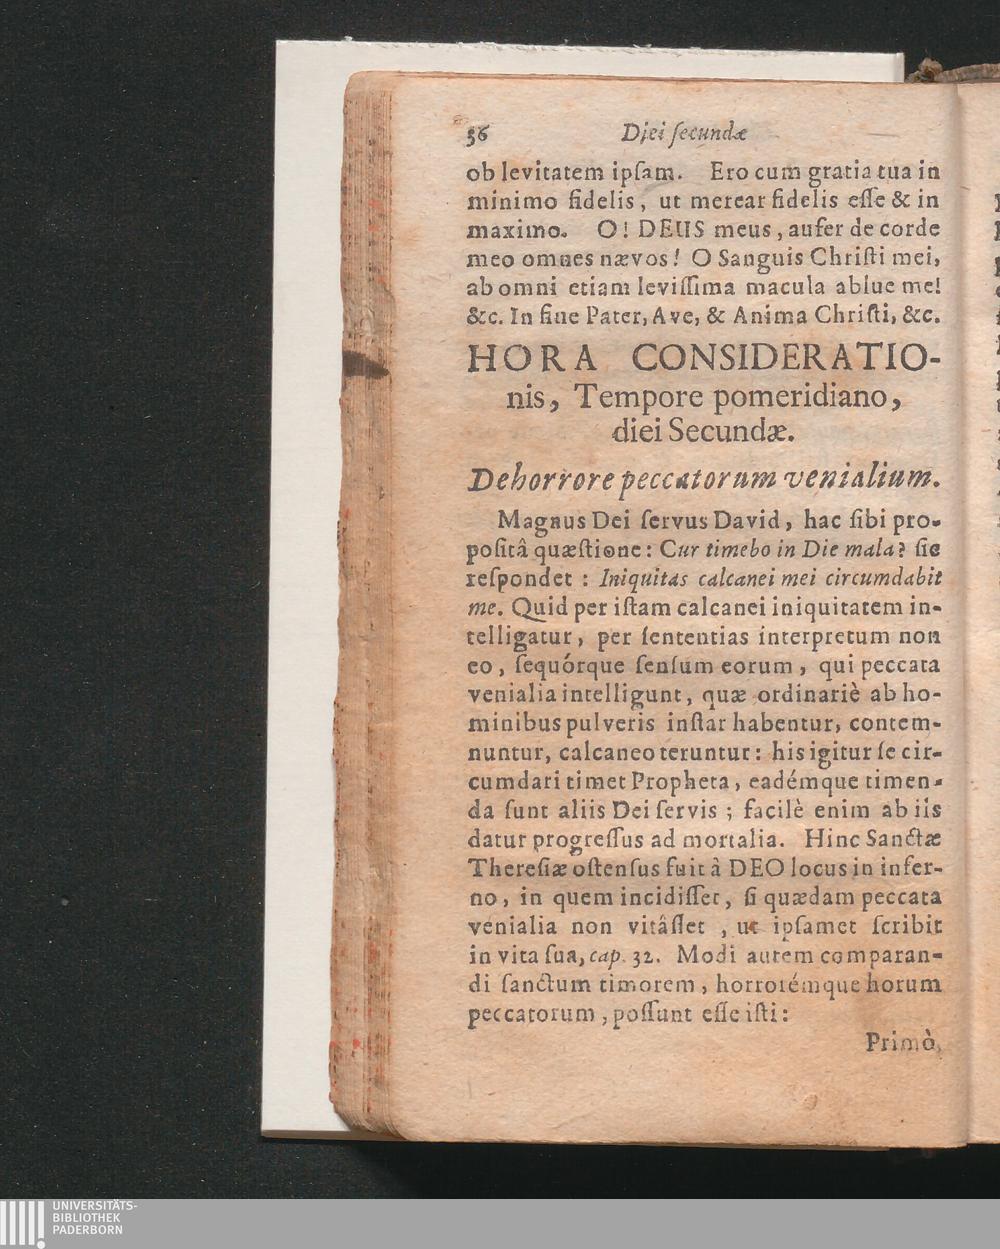 36 Diei ſecundæ
ob levitatem ipſam. Ero cum gratia tua in
minimo fidelis, ut merear fidelis eſſe & in
maximo. O! DEUS meus, aufer de corde
meo omnes nævos! O Sanguis Chriſti mei,
ab omni etiam leviſſima macula ablue me!
&c. In fine Pater, Ave, & Anima Chriſti, &c.
HORA CONSIDERATIO-
nis, Tempore pomeridiano,
diei Secundæ.
De horrore peccatorum venialium.
Magnus Dei ſervus David, hac ſibi pro-
poſitâ quæſtione: Cur timebo in Die mala? ſic
reſpondet : Iniquitas calcanei mei circumdabit
me. Quid per iſtam calcanei iniquitatem in-
telligatur, per ſententias interpretum non
eo, ſequórque ſenſum eorum, qui peccata
venialia intelligunt, quæ ordinariè ab ho-
minibus pulveris inſtar habentur, contem-
nuntur, calcaneo teruntur: his igitur ſe cir-
cumdari timet Propheta, eadémque timen-
da ſunt aliis Dei ſervis ; facilè enim ab iis
datur progreſſus ad mortalia. Hinc Sanctæ
Thereſiæ oſtenſus fuit â DEO locus in infer-
no, in quem incidiſſet, ſi quædam peccata
venialia non vitâſſet , ut ipſamet ſcribit
in vita ſua, cap. 32. Modi autem comparan-
di ſanctum timorem, horrorémque horum
peccatorum, poſſunt eſſe iſti:
Primò,
UNIVERSITÄTS-
BIBLIOTHEK
PADERBORN